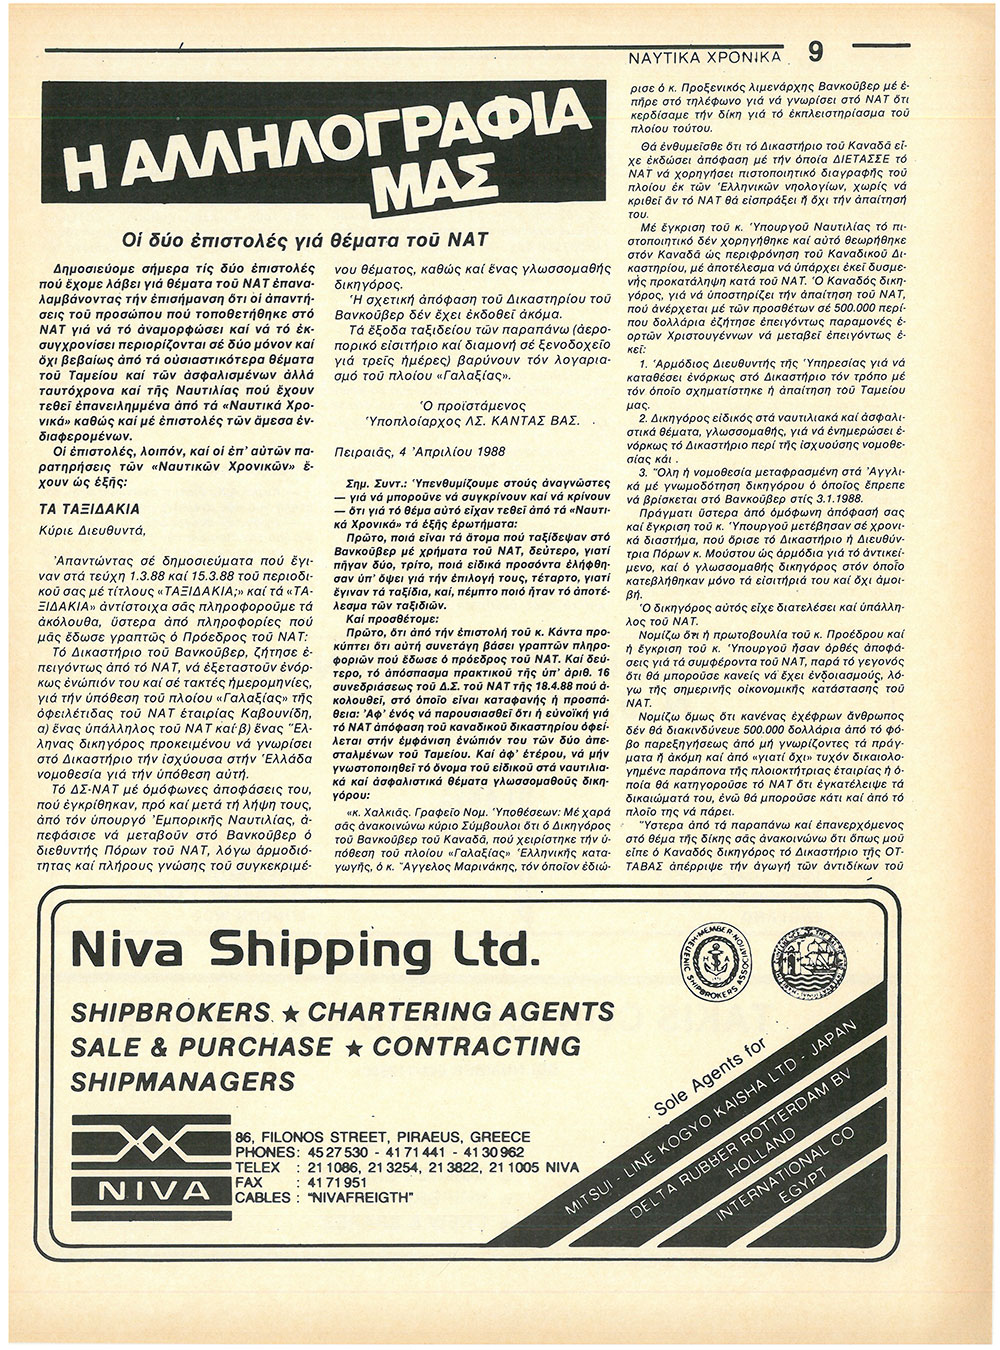 ΝΑΥΤΙΚΑ ΧΡΟΝΙΚΑ 9
Η ΑΛΛΗΛΟΓΡΑΦΙΑ
ΜΑΣ
Οἱ δύο ἐπιστολές γιά θέματα τοῦ ΝΑΤ
Δημοσιεύομε σήμερα τίς δύο ἐπιστολές
πού ἔχομε λάβει γιά θέματα τοῦ ΝΑΤ ἐπανα-
λαμβάνοντας τήν ἐπισήμανση ὅτι οἱ ἀπαντή-
σεις τοῦ προσώπου πού τοποθετήθηκε στό
ΝΑΤ γιά νά τό ἀναμορφώσει καί νά τό ἐκ-
συγχρονίσει περιορίζονται σέ δύο μόνον καί
ὄχι βεβαίως ἀπό τά οὐσιαστικότερα θέματα
τοῦ Ταμείου καί τῶν ἀσφαλισμένων ἀλλά
ταυτόχρονα καί τῆς Ναυτιλίας πού ἔχουν
τεθεῖ ἐπανειλημμένα ἀπό τά «Ναυτικά Χρο-
νικά» καθώς καί μέ ἐπιστολές τῶν ἄμεσα ἐν-
διαφερομένων.
Οἱ ἐπιστολές, λοιπόν, καί οἱ ἐπ' αὐτῶν πα-
ρατηρήσεις τῶν «Ναυτικῶν Χρονικῶν» ἔ-
χουν ὡς ἑξῆς:
ΤΑ ΤΑΞΙΔΑΚΙΑ
Κύριε Διευθυντά,
Ἀπαντώντας σέ δημοσιεύματα πού ἔγι-
ναν στά τεύχη 1.3.88 καί 15.3.88 τοῦ περιοδι-
κοῦ σας μέ τίτλους «ΤΑΞΙΔΑΚΙΑ;» καί τά «ΤΑ-
ΞΙΔΑΚΙΑ» ἀντίστοιχα σᾶς πληροφοροῦμε τά
ἀκόλουθα, ὕστερα ἀπό πληροφορίες πού
μᾶς ἔδωσε γραπτῶς ὁ Πρόεδρος τοῦ ΝΑΤ:
Τό Δικαστήριο τοῦ Βανκοῦβερ, ζήτησε ἐ-
πειγόντως ἀπό τό ΝΑΤ, νά ἐξεταστοῦν ἐνόρ-
κως ἐνώπιόν του καί σέ τακτές ἡμερομηνίες,
γιά τήν ὑπόθεση τοῦ πλοίου «Γαλαξίας» τῆς
ὀφειλέτιδας τοῦ ΝΑΤ ἑταιρίας Καβουνίδη,
α) ἕνας ὑπάλληλος τοῦ ΝΑΤ καί β) ἕνας Ἕλ-
ληνας δικηγόρος προκειμένου νά γνωρίσει
στό Δικαστήριο τήν ἰσχύουσα στήν Ἑλλάδα
νομοθεσία γιά τήν ὑπόθεση αὐτή.
Τό ΔΣ-ΝΑΤ μέ ὁμόφωνες ἀποφάσεις του,
πού ἐγκρίθηκαν, πρό καί μετά τή λήψη τους,
ἀπό τόν ὑπουργό Ἐμπορικῆς Ναυτιλίας, ἀ-
πεφάσισε νά μεταβοῦν στό Βανκοῦβερ ὁ
διευθντής Πόρων τοῦ ΝΑΤ, λόγω ἁρμοδιό-
τητας καί πλήρους γνώσης τοῦ συγκεκριμέ-
νου θέματος, καθώς καί ἕνας γλωσσομαθής
δικηγόρος.
Ἡ σχετική ἀπόφαση τοῦ Δικαστηρίου τοῦ
Βανκοῦβερ δέν ἔχει ἐκδοθεῖ ἀκόμα.
Τά ἔξοδα ταξιδείου τῶν παραπάνω (ἀερο-
πορικό εἰσιτήριο καί διαμονή σέ ξενοδοχεῖο
γιά τρεῖς ἡμέρες) βαρύνουν τόν λογαρια-
σμό τοῦ πλοίου «Γαλαξίας».
Ὁ προϊστάμενος
Ὑποπλοίαρχος ΛΣ. ΚΑΝΤΑΣ ΒΑΣ.
Πειραιᾶς, 4 Ἀπριλίου 1988
Σημ. Συντ.: Ὑπενθυμίζουμε στούς ἀναγνῶστες
— γιά νά μποροῦνε νά συγκρίνουν καί νά κρίνουν
— ὅτι γιά τό θέμα αὐτό εἶχαν τεθεῖ ἀπό τά «Ναυτι-
κά Χρονικά» τά ἑξῆς ἐρωτήματα:
Πρῶτο, ποιά εἶναι τά ἄτομα πού ταξίδεψαν στό
Βανκοῦβερ μέ χρήματα τοῦ ΝΑΤ, δεύτερο, γιατί
πῆγαν δύο, τρίτο, ποιά εἰδικά προσόντα ἐλήφθη-
σαν ὑπ' ὄψει γιά τήν ἐπιλογή τους, τέταρτο, γιατί
ἔγιναν τά ταξίδια, καί, πέμπτο ποιό ἦταν τό ἀποτέ-
λεσμα τῶν ταξιδιῶν.
Καί προσθέτομε:
Πρῶτο, ὅτι ἀπό τήν ἐπιστολή τοῦ κ. Κάντα προ-
κύπτει ὅτι αὐτή συνετάγη βάσει γραπτῶν πληρο-
φοριῶν πού ἔδωσε ὁ πρόεδρος τοῦ ΝΑΤ. Καί δεύ-
τερο, τό ἀπόσπασμα πρακτικοῦ τῆς ὑπ' ἀριθ. 16
συνεδριάσεως τοῦ Δ.Σ. τοῦ ΝΑΤ τῆς 18.4.88 πού ἀ-
κολουθεῖ, στό ὁποῖο εἶναι καταφανής ἡ προσπά-
θεια: Ἀφ' ἑνός νά παρουσιασθεῖ ὅτι ἡ εὐνοϊκή γιά
τό ΝΑΤ ἀπόφαση τοῦ καναδικοῦ δικαστηρίου ὀφεί-
λεται στήν ἐμφάνιση ἐνώπιόν του τῶν δύο ἀπε-
σταλμένων τοῦ Ταμείου. Καί ἀφ' ἑτέρου, νά μήν
γνωστοποιηθεῖ τό ὄνομα τοῦ εἰδικοῦ στά ναυτιλια-
κά καί ἀσφαλιστικά θέματα γλωσσομαθοῦς δικη-
γόρου:
«κ. Χαλκιᾶς. Γραφεῖο Νομ. Ὑποθέσεων: Μέ χαρά
σᾶς ἀνακοινώνω κύριο Σύμβουλοι ὅτι ὁ Δικηγόρος
τοῦ Βανκοῦβερ τοῦ Καναδᾶ, πού χειρίστηκε τήν ὑ-
πόθεση τοῦ πλοίου «Γαλαξίας» Ἑλληνικῆς καταγω-
γῆς, ὁ κ. Ἄγγελος Μαρινάκης, τόν ὁποῖον ἐδιώ-
ρισε ὁ κ. Προξενικός λιμενάρχης Βανκοῦβερ μέ ἐ-
πῆρε στό τηλέφωνο γιά νά γνωρίσει στό ΝΑΤ ὅτι
κερδίσαμε τήν δίκη γιά τό ἐκπλειστηρίασμα τοῦ
πλοίου τούτου.
Θά ἐνθυμεῖσθε ὅτι τό Δικαστήριο τοῦ Καναδᾶ εἶ-
χε ἐκδώσει ἀπόφαση μέ τήν ὁποία ΔΙΕΤΑΣΣΕ τό
ΝΑΤ νά χορηγήσει πιστοποιητικό διαγραφῆς τοῦ
πλοίου ἐκ τῶν Ἑλληνικῶν νηολογίων, χωρίς νά
κριθεῖ ἄν τό ΝΑΤ θά εἰσπράξει ἤ ὄχι τήν ἀπαίτησή
του.
Μέ ἔγκριση τοῦ κ. Ὑπουργοῦ Ναυτιλίας τό πι-
στοποιητικό δέν χορηγήθηκε καί αὐτό θεωρήθηκε
στόν Καναδᾶ ὡς περιφρόνηση τοῦ Καναδικοῦ Δι-
καστηρίου, μέ ἀποτέλεσμα νά ὑπάρχει ἐκεῖ δυσμε-
νής προκατάληψη κατά τοῦ ΝΑΤ. Ὁ Καναδός δικη-
γόρος, γιά νά ὑποστηρίξει τήν ἀπαίτηση τοῦ ΝΑΤ,
πού ἀνέρχεται μέ τῶν προσθέτων σέ 500.000 περί-
που δολλάρια ἐζήτησε ἐπειγόντως παραμονές ἑ-
ορτῶν Χριστουγέννων νά μεταβεῖ ἐπειγόντως ἐ-
κεῖ:
1. Ἁρμόδιος Διευθυντής τῆς Ὑπηρεσίας γιά νά
καταθέσει ἐνόρκως στό Δικαστήριο τόν τρόπο μέ
τόν ὁποῖο σχηματίστηκε ἡ ἀπαίτηση τοῦ Ταμείου
μας.
2. Δικηγόρος εἰδικός στά ναυτιλιακά καί ἀσφαλι-
στικά θέματα, γλωσσομαθής, γιά νά ἐνημερώσει ἐ-
νόρκως τό Δικαστήριο περί τῆς ἰσχυούσης νομοθε-
σίας κἄι .
3. Ὅλη ἡ νομοθεσία μεταφρασμένη στά Ἀγγλι-
κά μέ γνωμοδότηση δικηγόρου ὁ ὁποῖος ἔπρεπε
νά βρίσκεται στό Βανκοῦβερ στίς 3.1.1988.
Πράγματι ὕστερα ἀπό ὁμόφωνη ἀπόφασή σας
καί ἔγκριση τοῦ κ. Ὑπουργοῦ μετέβησαν σέ χρονι-
κά διαστήμα, πού ὅρισε τό Δικαστήριο ἡ Διευθύν-
τρια Πόρων κ. Μούστου ὡς ἁρμόδια γιά τό ἀντικεί-
μενο, καί ὁ γλωσσομαθής δικηγόρος στόν ὁποῖο
κατεβλήθηκαν μόνο τά εἰσιτήριά του καί ὄχι ἀμοι-
βή.
Ὁ δικηγόρος αὐτός εἶχε διατελέσει καί ὑπάλλη-
λος τοῦ ΝΑΤ.
Νομίζω ὅτι ἡ πρωτοβουλία τοῦ κ. Προέδρου καί
ἡ ἔγκριση τοῦ κ. Ὑπουργοῦ ἦσαν ὀρθές ἀποφά-
σεις γιά τά συμφέροντα τοῦ ΝΑΤ, παρά τό γεγονός
ὅτι θά μποροῦσε κανείς νά ἔχει ἐνδοιασμούς, λό-
γω τῆς σημερινῆς οἰκονομικῆς κατάστασης τοῦ
ΝΑΤ.
Νομίζω ὅμως ὅτι κανένας ἐχέφρων ἄνθρωπος
δέν θά διακινδύνευε 500.000 δολλάρια ἀπό τό φό-
βο παρεξηγήσεως ἀπό μή γνωρίζοντες τά πράγ-
ματα ἤ ἀκόμη καί ἀπό «γιατί ὄχι» τυχόν δικαιολο-
γημένα παράπονα τῆς πλοιοκτήτριας ἑταιρίας ἡ ὁ-
ποία θά κατηγοροῦσε τό ΝΑΤ ὅτι ἐγκατέλειψε τά
δικαιώματά του, ἐνῶ θά μποροῦσε κάτι καί ἀπό τό
πλοῖο της νά πάρει.
Ὕστερα ἀπό τά παραπάνω καί ἐπανερχόμενος
στό θέμα τῆς δίκης σᾶς ἀνακοινώνω ὅτι ὅπως μοῦ
εἶπε ὁ Καναδός δικηγόρος τό Δικαστήριο τῆς ΟΤ-
ΤΑΒΑΣ ἀπέρριψε τήν ἀγωγή τῶν ἀντιδίκων τοῦ
Niva Shipping Ltd.
SHIPBROKERS ★ CHARTERING AGENTS
SALE & PURCHASE ★ CONTRACTING
SHIPMANAGERS
NIVA
86, FILONOS STREET, PIRAEUS, GREECE
PHONES: 45 27 530 - 41 71 441 - 41 30 962
TELEX : 21 1086, 21 3254, 21 3822, 21 1005 NIVA
FAX : 41 71 951
CABLES : "NIVAFREIGTH"
MEMBER
HELLENIC SHIPBROKERS ASSOCIATION
Sole Agents for
MITSUI - LINE KOGYO KAISHA LTD - JAPAN
DELTA RUBBER ROTTERDAM BV
HOLLAND
INTERNATIONAL CO
EGYPT